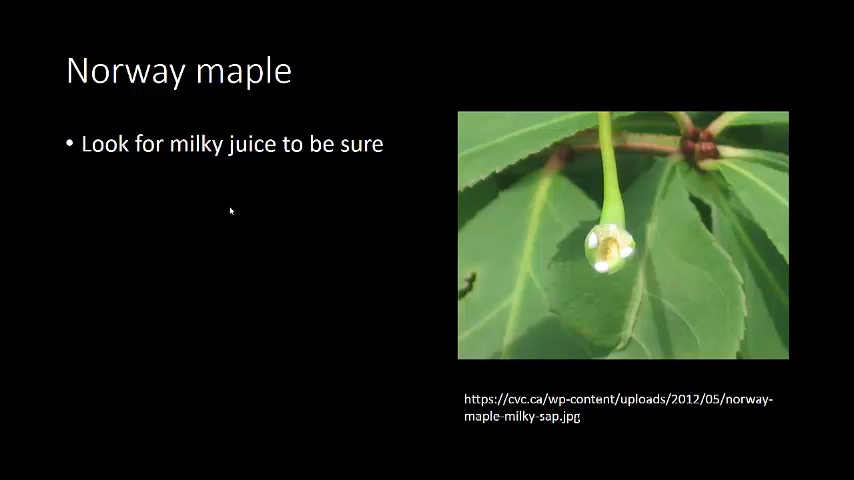 Norway maple
• Look for milky juice to be sure
https://cvc.ca/wp-content/uploads/2012/05/norway-
maple-milky-sap.jpg